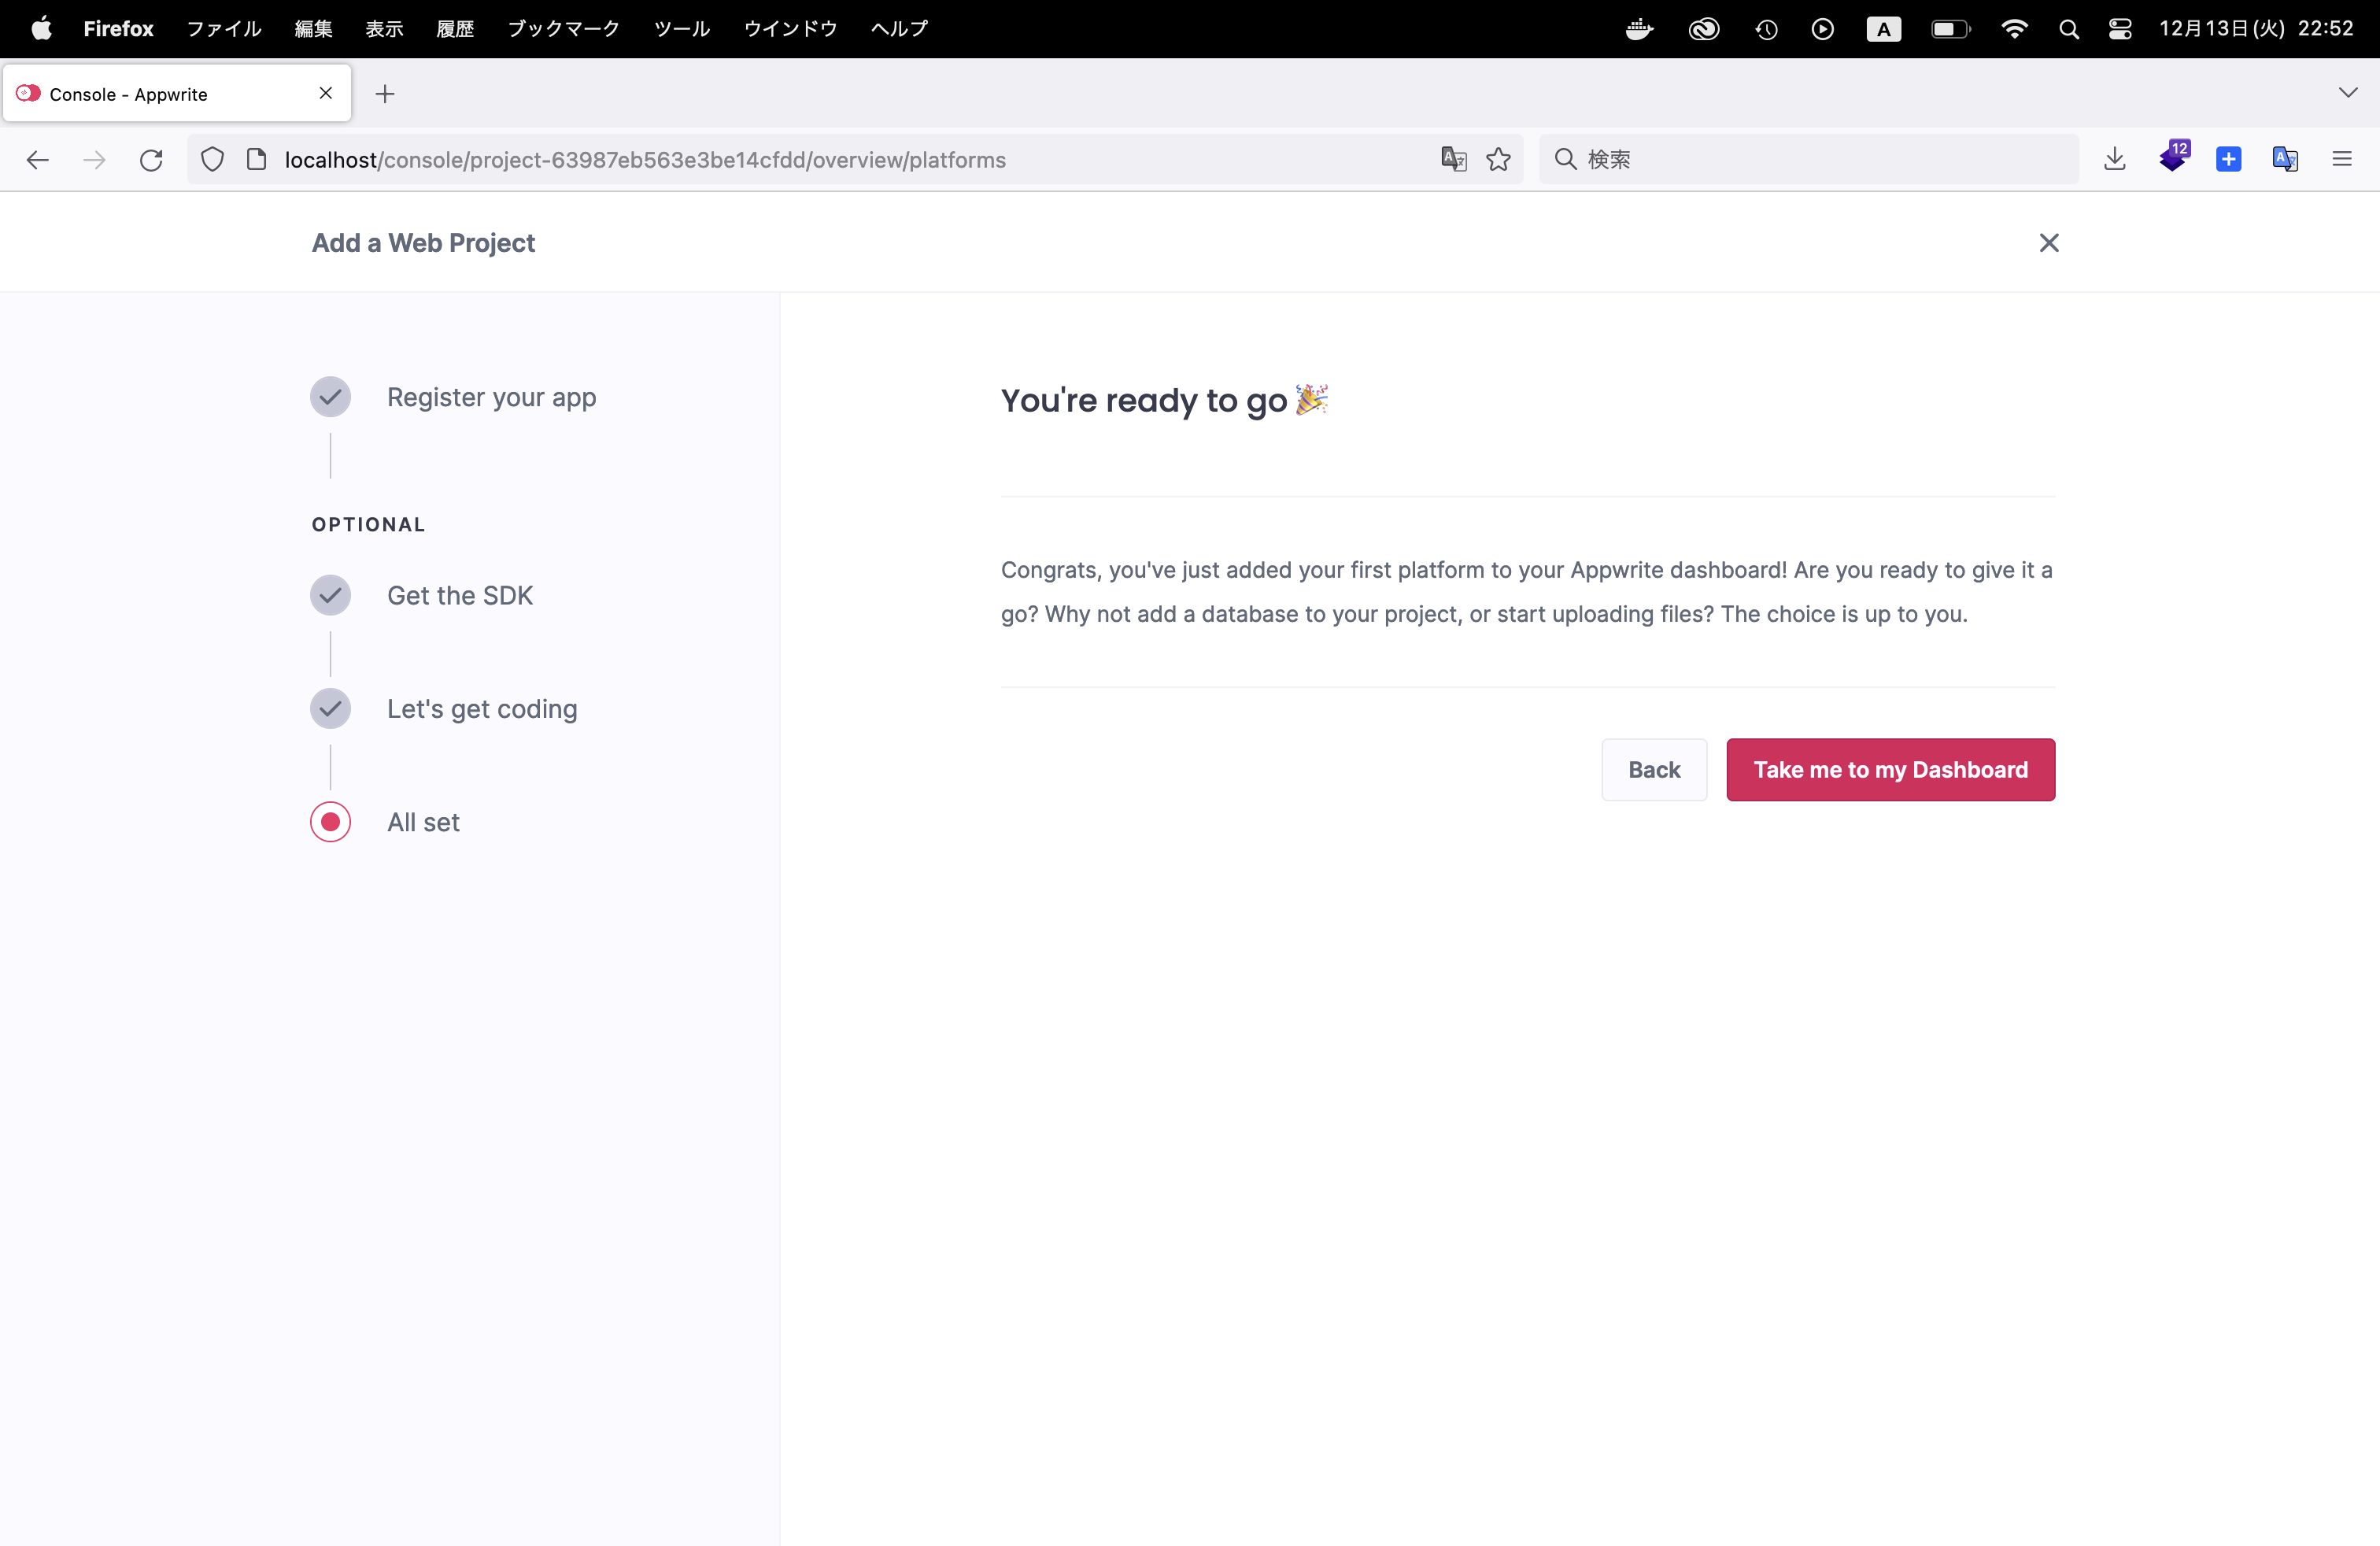 Firefox ファイル 編集 表示 履歴 ブックマーク ツール ウインドウ ヘルプ A 12月13日(火) 22:52
Console - Appwrite
localhost/console/project-63987eb563e3be14cfdd/overview/platforms 検索 12
Add a Web Project
Register your app
OPTIONAL
Get the SDK
Let's get coding
All set
You're ready to go 🎉
Congrats, you've just added your first platform to your Appwrite dashboard! Are you ready to give it a
go? Why not add a database to your project, or start uploading files? The choice is up to you.
Back Take me to my Dashboard